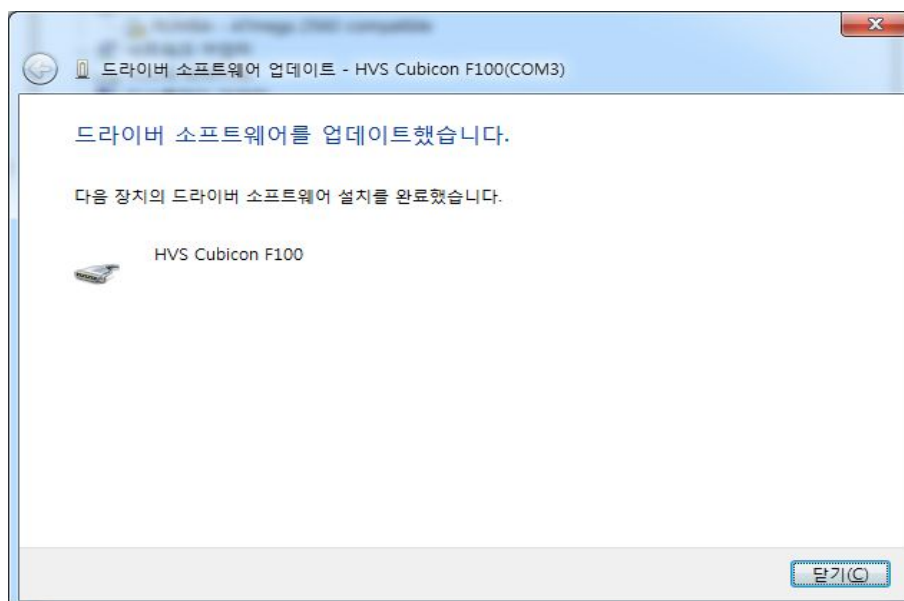 드라이버 소프트웨어 업데이트 - HVS Cubicon F100(COM3)
드라이버 소프트웨어를 업데이트했습니다.
다음 장치의 드라이버 소프트웨어 설치를 완료했습니다.
HVS Cubicon F100
닫기(C)